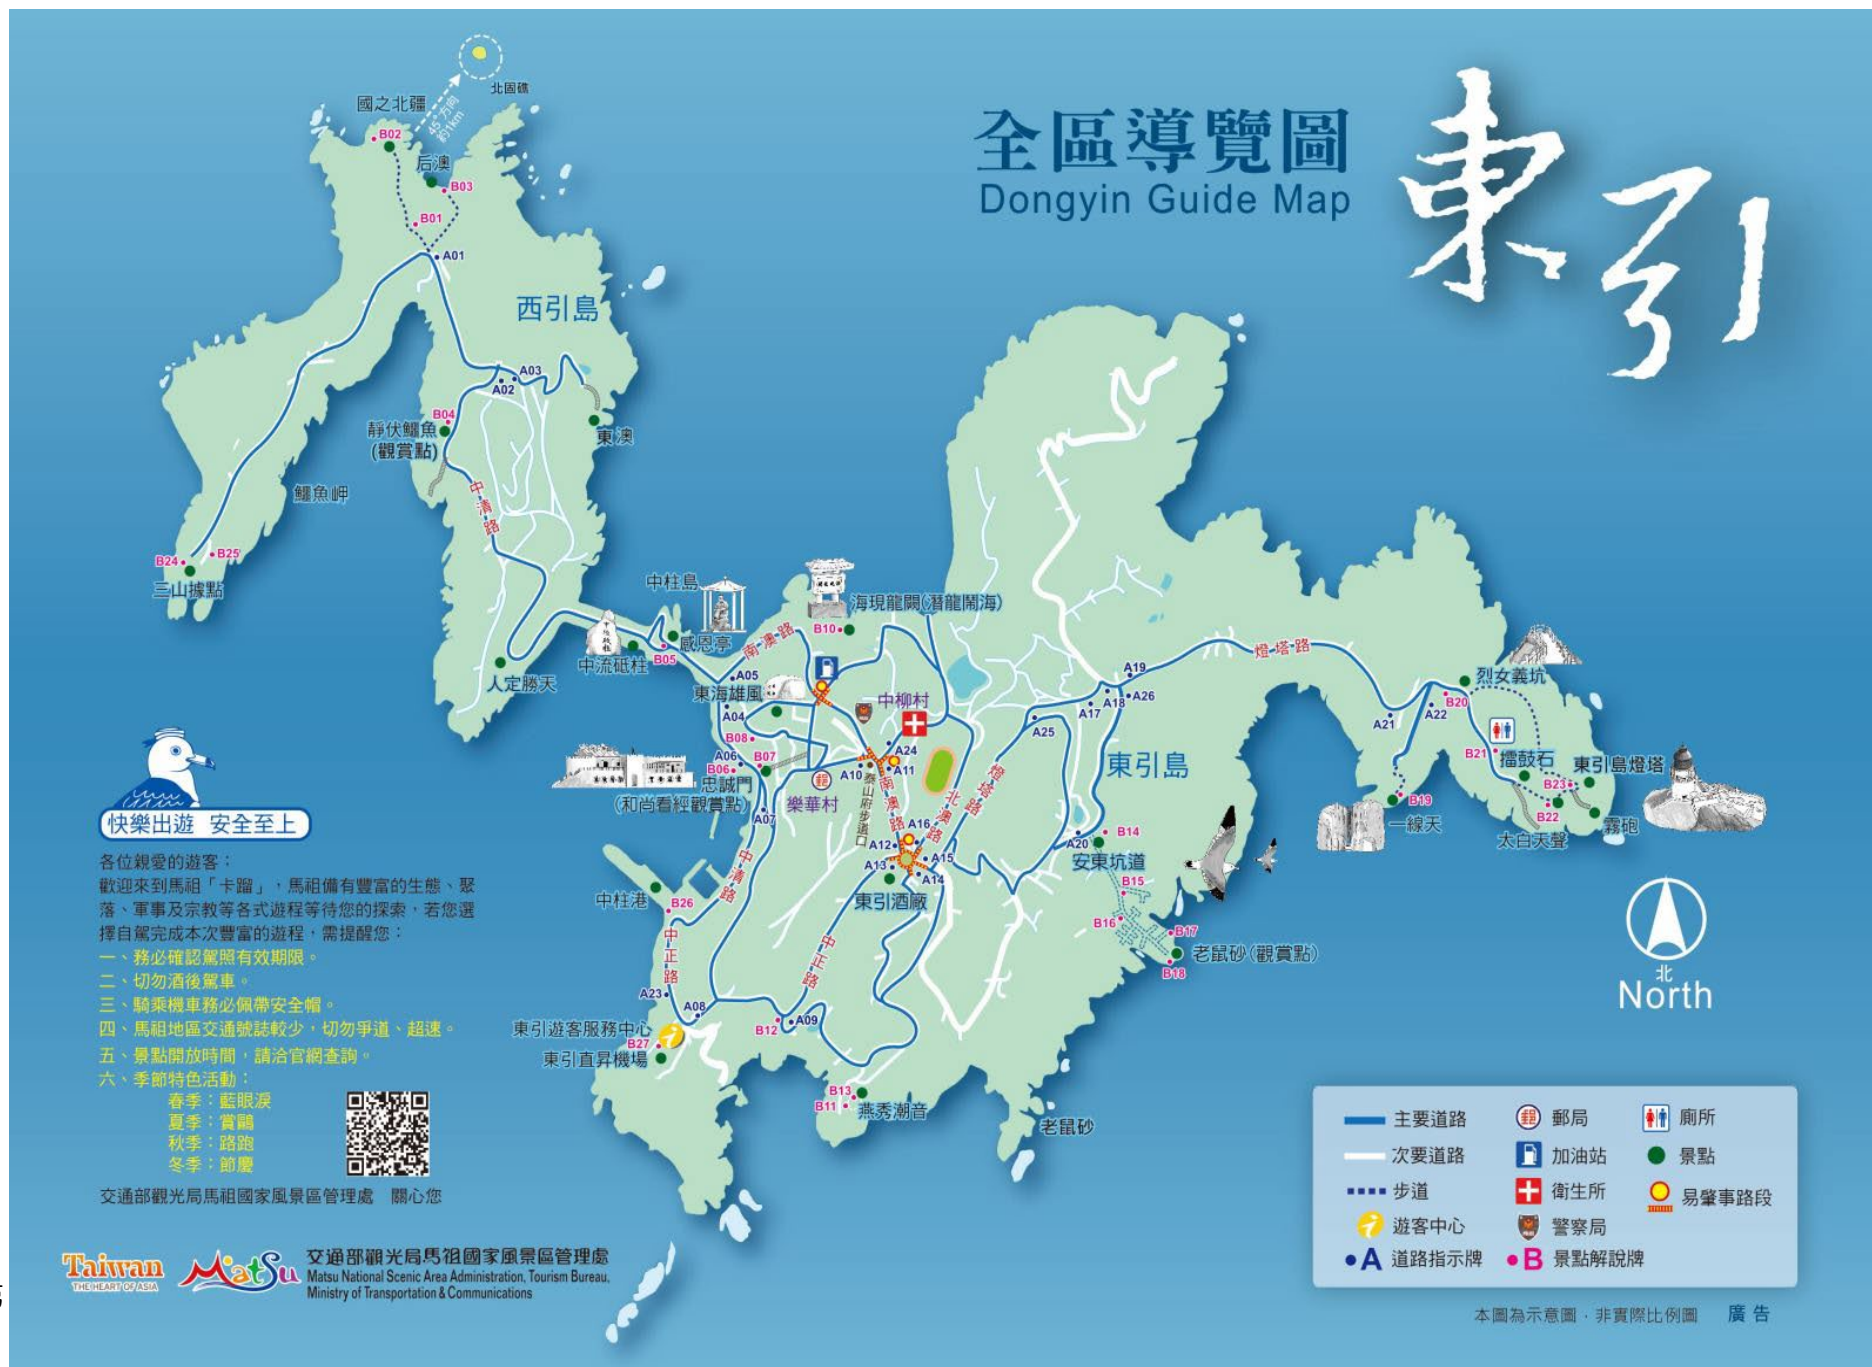 全區導覽圖
Dongyin Guide Map
東引
北固礁
國之北疆
45°方向
約1km
B02
后澳
B03
B01
A01
西引島
A03
A02
B04
靜伏鱷魚
(觀賞點)
東澳
中清路
鱷魚岬
B24
B25
三山據點
人定勝天
中柱島
感恩亭
中流砥柱
B05
海現龍闕(潛龍鬧海)
B10
南澳路
A05
東海雄風
A04
B08
A06
B06
B07
忠誠門
(和尚看經觀賞點)
A07
中柳村
A24
A10
A11
樂華村
泰山府步道口
南澳路
北澳路
燈塔路
A16
A12
A13
A15
A14
東引酒廠
A25
A17
A18
A19
A26
東引島
燈塔路
A20
B14
安東坑道
B15
B16
B17
B18
老鼠砂(觀賞點)
A21
A22
B20
烈女義坑
B21
擂鼓石
東引島燈塔
B23
B22
太白天聲
霧砲
B19
一線天
中柱港
B26
中清路
中正路
中正路
A23
A08
東引遊客服務中心
B27
東引直昇機場
B12
A09
B13
B11
燕秀潮音
老鼠砂
北
North
快樂出遊 安全至上
各位親愛的遊客：
歡迎來到馬祖「卡蹓」，馬祖備有豐富的生態、聚
落、軍事及宗教等各式遊程等待您的探索，若您選
擇自駕完成本次豐富的遊程，需提醒您：
一、務必確認駕照有效期限。
二、切勿酒後駕車。
三、騎乘機車務必佩帶安全帽。
四、馬祖地區交通號誌較少，切勿爭道、超速。
五、景點開放時間，請洽官網查詢。
六、季節特色活動：
春季：藍眼淚
夏季：賞鷗
秋季：路跑
冬季：節慶
交通部觀光局馬祖國家風景區管理處 關心您
Taiwan
THE HEART OF ASIA
Matsu
交通部觀光局馬祖國家風景區管理處
Matsu National Scenic Area Administration, Tourism Bureau,
Ministry of Transportation & Communications
主要道路
郵局
廁所
次要道路
加油站
景點
步道
衛生所
易肇事路段
遊客中心
警察局
A 道路指示牌
B 景點解說牌
本圖為示意圖，非實際比例圖 廣告